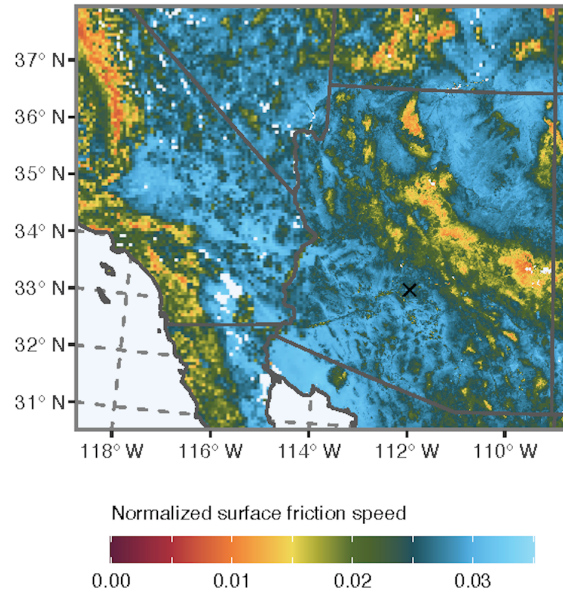 37° N
36° N
35° N
34° N
33° N
32° N
31° N
118° W
116° W
114° W
112° W
110° W
Normalized surface friction speed
0.00
0.01
0.02
0.03